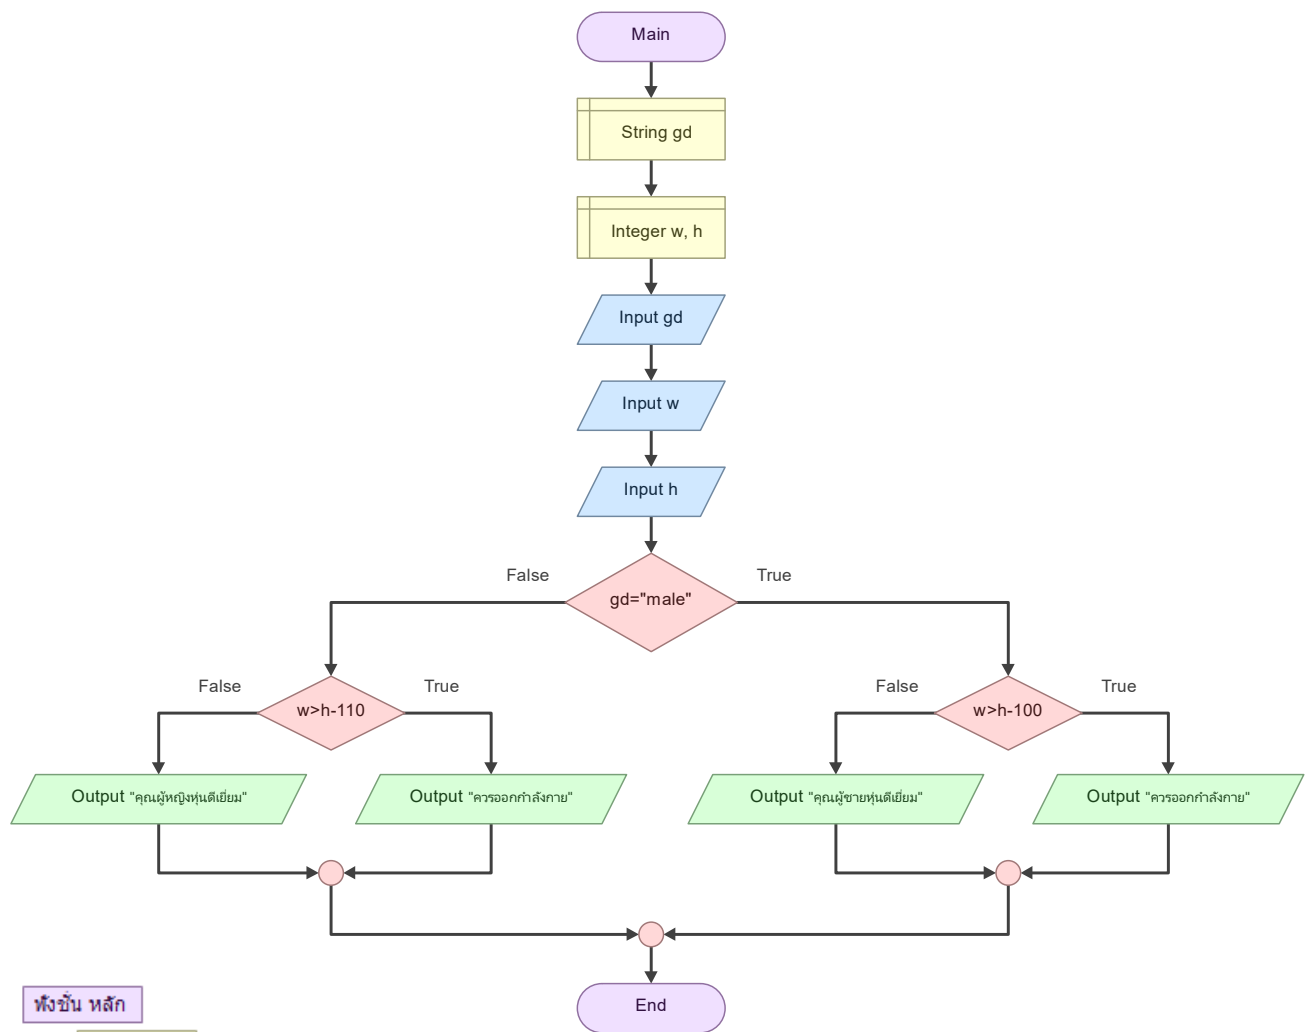 Main
String gd
Integer w, h
Input gd
Input w
Input h
gd="male"
False
True
w>h-110
False
True
w>h-100
False
True
Output "คุณผู้หญิงหุ่นดีเยี่ยม"
Output "ควรออกกำลังกาย"
Output "คุณผู้ชายหุ่นดีเยี่ยม"
Output "ควรออกกำลังกาย"
End
ฟังชั่น หลัก